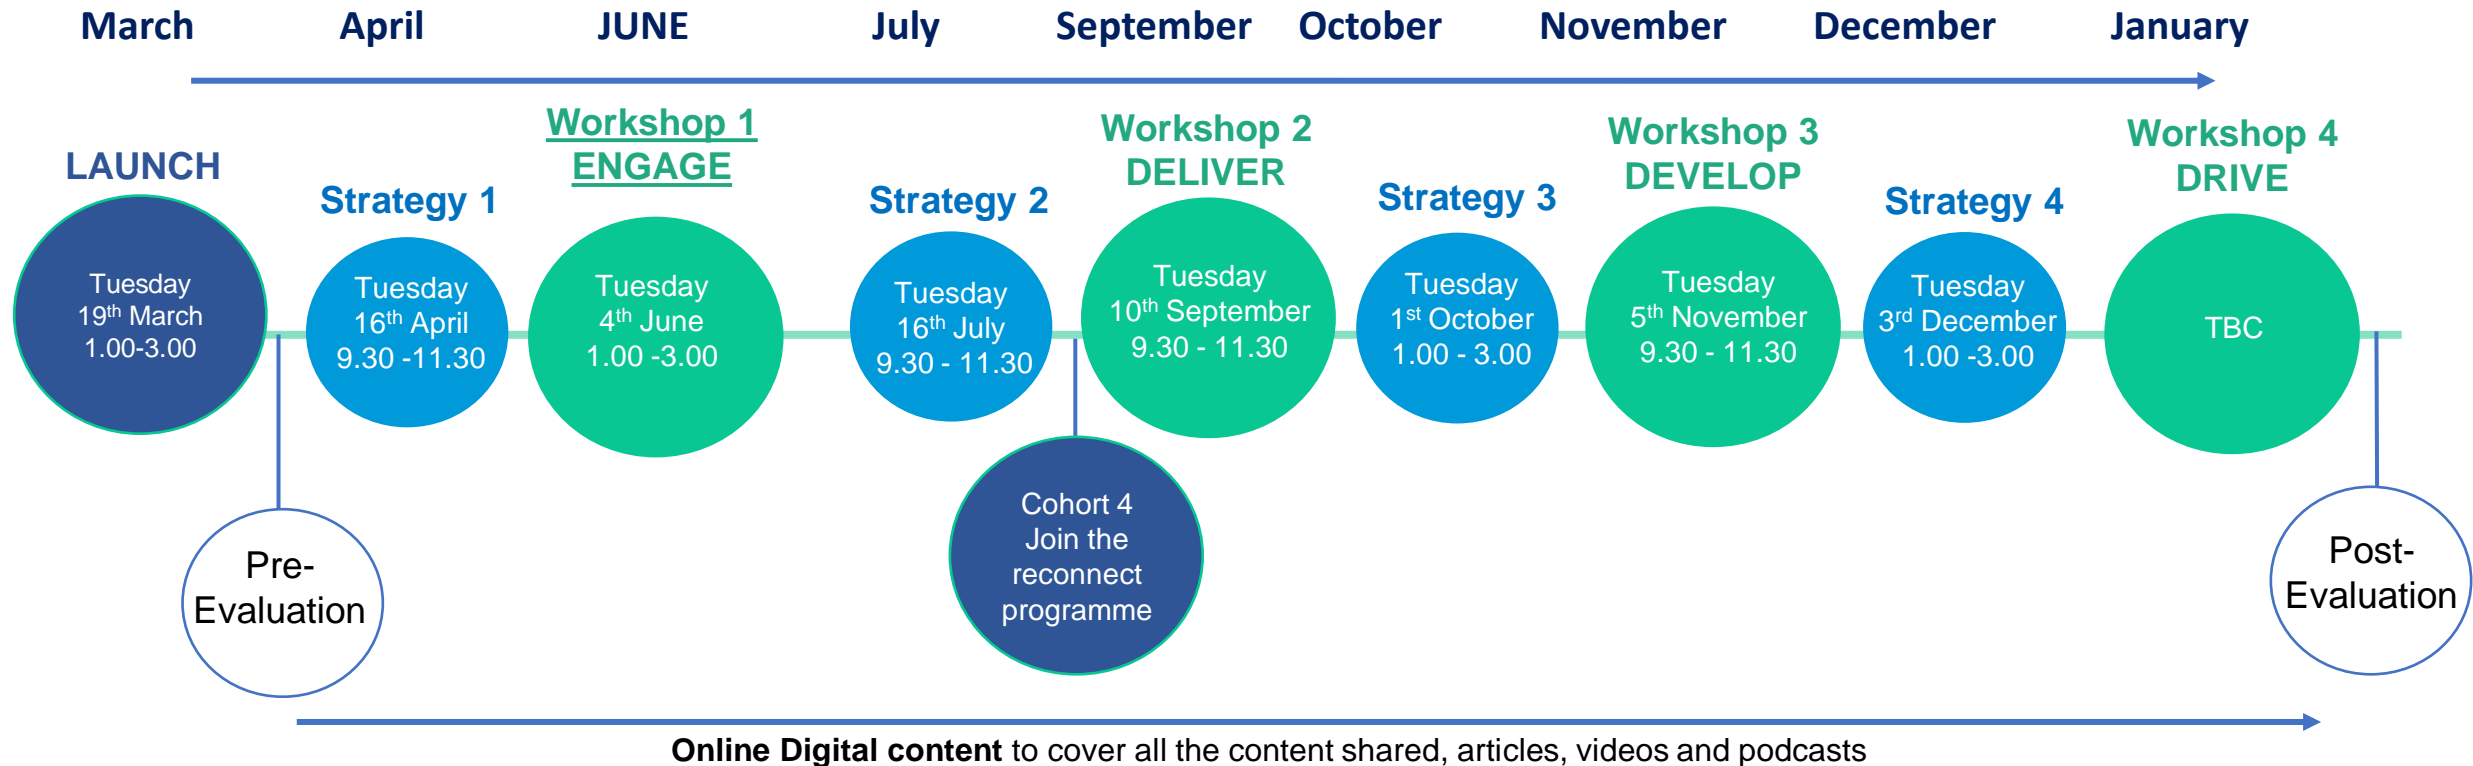 March April JUNE July September October November December January
LAUNCH
Tuesday
19th March
1.00-3.00
Pre-
Evaluation
Strategy 1
Tuesday
16th April
9.30 -11.30
Workshop 1
ENGAGE
Tuesday
4th June
1.00 -3.00
Strategy 2
Tuesday
16th July
9.30 - 11.30
Cohort 4
Join the
reconnect
programme
Workshop 2
DELIVER
Tuesday
10th September
9.30 - 11.30
Strategy 3
Tuesday
1st October
1.00 - 3.00
Workshop 3
DEVELOP
Tuesday
5th November
9.30 - 11.30
Strategy 4
Tuesday
3rd December
1.00 -3.00
Workshop 4
DRIVE
TBC
Post-
Evaluation
Online Digital content to cover all the content shared, articles, videos and podcasts